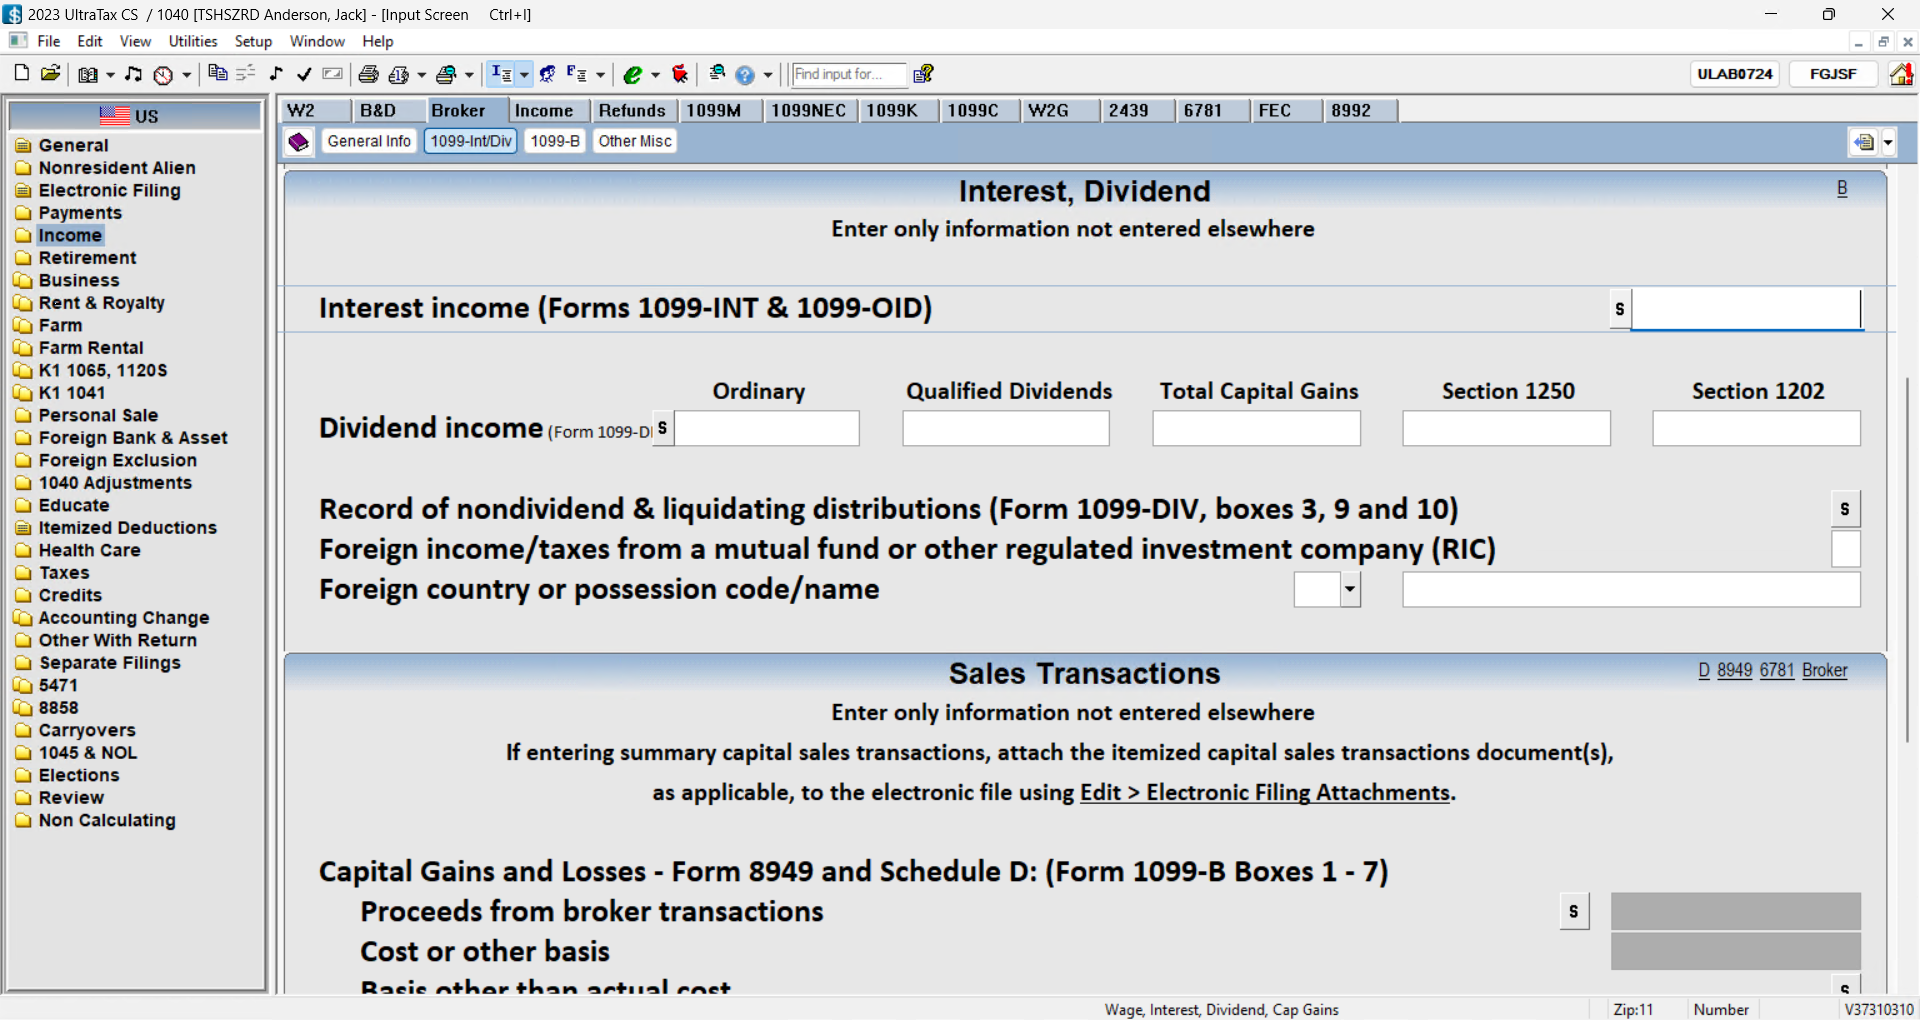 2023 UltraTax CS / 1040 [TSHSZRD Anderson, Jack] - [Input Screen Ctrl+I]
File Edit View Utilities Setup Window Help
Find input for...
ULAB0724 FGJSF
US
General
Nonresident Alien
Electronic Filing
Payments
Income
Retirement
Business
Rent & Royalty
Farm
Farm Rental
K1 1065, 1120S
K1 1041
Personal Sale
Foreign Bank & Asset
Foreign Exclusion
1040 Adjustments
Educate
Itemized Deductions
Health Care
Taxes
Credits
Accounting Change
Other With Return
Separate Filings
5471
8858
Carryovers
1045 & NOL
Elections
Review
Non Calculating
W2 B&D Broker Income Refunds 1099M 1099NEC 1099K 1099C W2G 2439 6781 FEC 8992
General Info 1099-Int/Div 1099-B Other Misc
Interest, Dividend B
Enter only information not entered elsewhere
Interest income (Forms 1099-INT & 1099-OID) S
Ordinary Qualified Dividends Total Capital Gains Section 1250 Section 1202
Dividend income (Form 1099-DI S
Record of nondividend & liquidating distributions (Form 1099-DIV, boxes 3, 9 and 10) S
Foreign income/taxes from a mutual fund or other regulated investment company (RIC)
Foreign country or possession code/name
Sales Transactions D 8949 6781 Broker
Enter only information not entered elsewhere
If entering summary capital sales transactions, attach the itemized capital sales transactions document(s),
as applicable, to the electronic file using Edit > Electronic Filing Attachments.
Capital Gains and Losses - Form 8949 and Schedule D: (Form 1099-B Boxes 1 - 7)
Proceeds from broker transactions S
Cost or other basis
Basis other than actual cost S
Wage, Interest, Dividend, Cap Gains Zip:11 Number V37310310